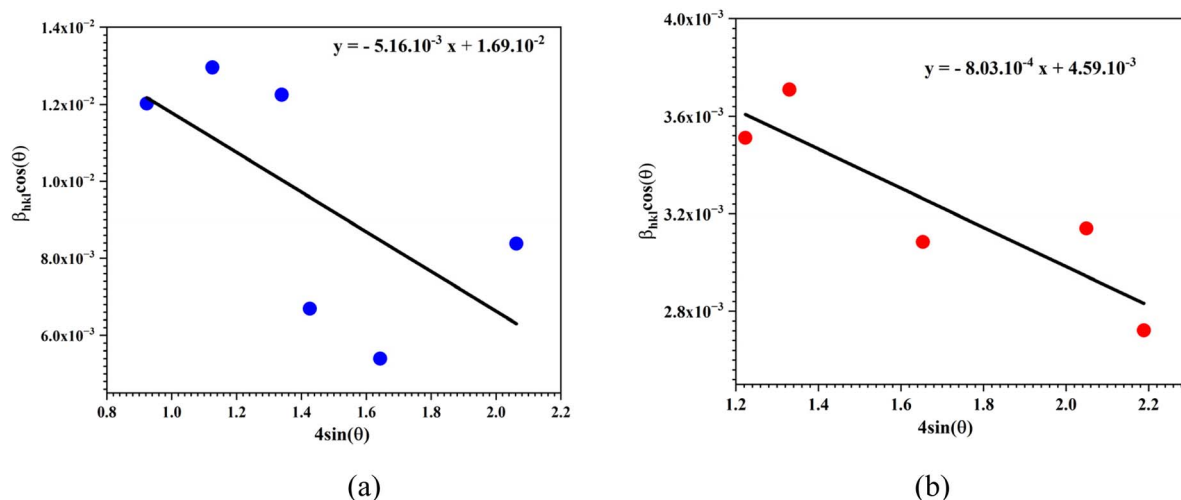 1.4x10⁻²
1.2x10⁻²
1.0x10⁻²
8.0x10⁻³
6.0x10⁻³
β_hkl cos(θ)
y = - 5.16.10⁻³ x + 1.69.10⁻²
0.8 1.0 1.2 1.4 1.6 1.8 2.0 2.2
4sin(θ)
(a)
4.0x10⁻³
3.6x10⁻³
3.2x10⁻³
2.8x10⁻³
β_hkl cos(θ)
y = - 8.03.10⁻⁴ x + 4.59.10⁻³
1.2 1.4 1.6 1.8 2.0 2.2
4sin(θ)
(b)